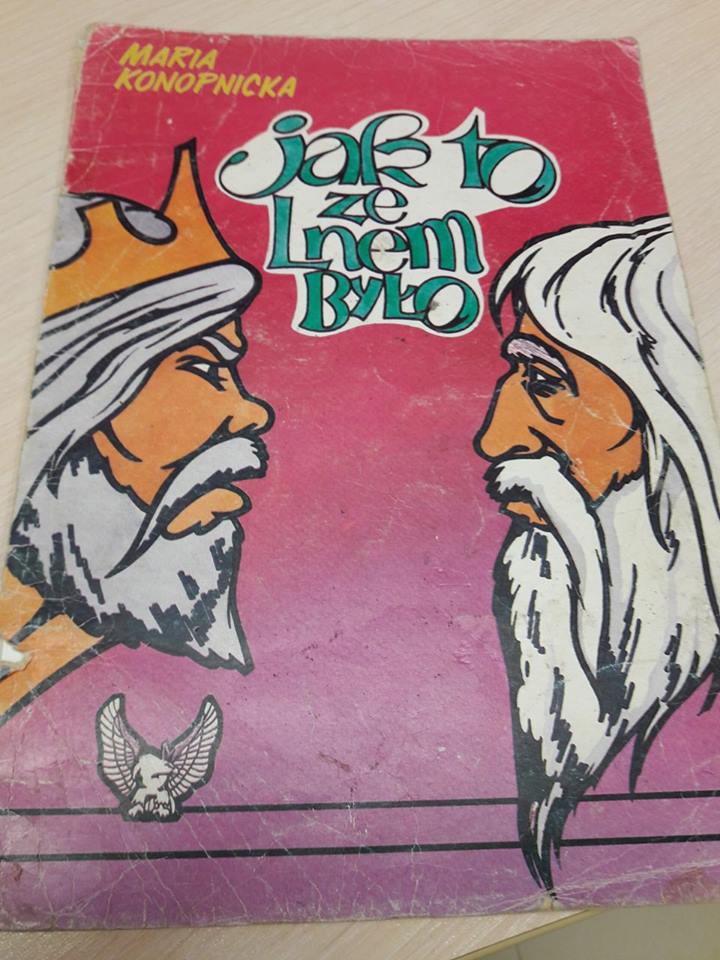 MARIA
KONOPNICKA
jak to
ze
Lnem
BYŁO